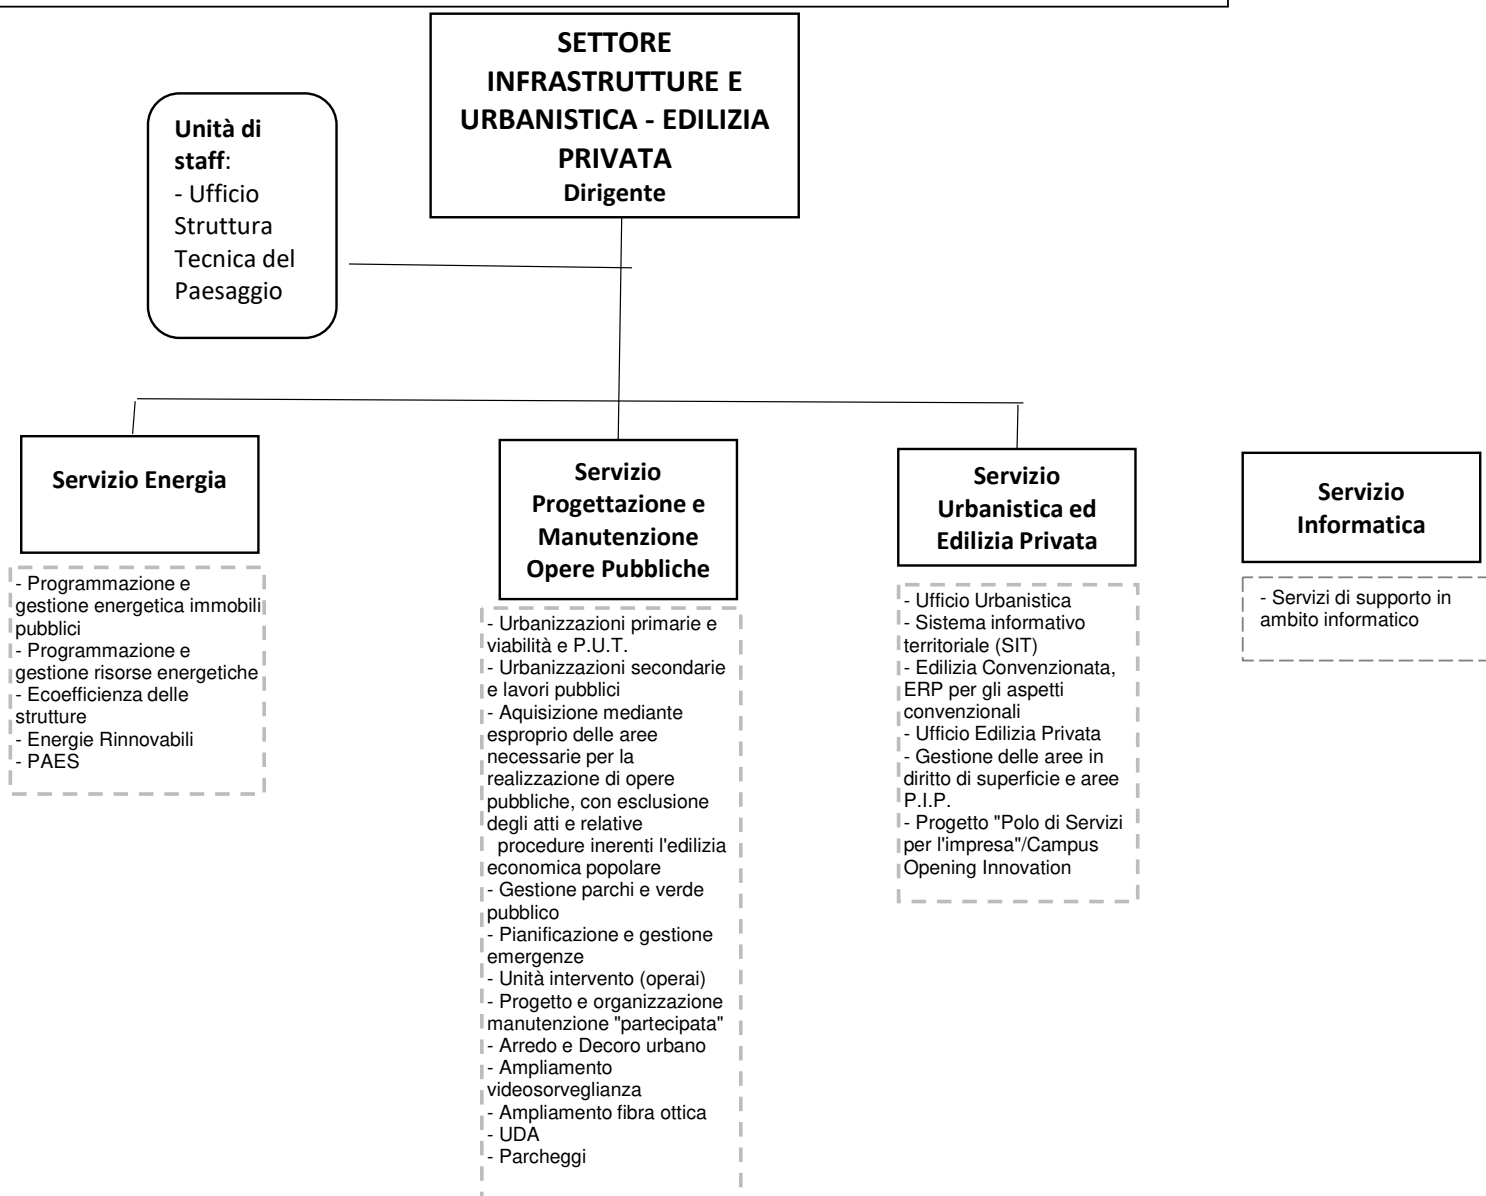 SETTORE
INFRASTRUTTURE E
URBANISTICA - EDILIZIA
PRIVATA
Dirigente
Unità di
staff:
- Ufficio
Struttura
Tecnica del
Paesaggio
Servizio Energia
- Programmazione e
gestione energetica immobili
pubblici
- Programmazione e
gestione risorse energetiche
- Ecoefficienza delle
strutture
- Energie Rinnovabili
- PAES
Servizio
Progettazione e
Manutenzione
Opere Pubbliche
- Urbanizzazioni primarie e
viabilità e P.U.T.
- Urbanizzazioni secondarie
e lavori pubblici
- Aquisizione mediante
esproprio delle aree
necessarie per la
realizzazione di opere
pubbliche, con esclusione
degli atti e relative
procedure inerenti l'edilizia
economica popolare
- Gestione parchi e verde
pubblico
- Pianificazione e gestione
emergenze
- Unità intervento (operai)
- Progetto e organizzazione
manutenzione "partecipata"
- Arredo e Decoro urbano
- Ampliamento
videosorveglianza
- Ampliamento fibra ottica
- UDA
- Parcheggi
Servizio
Urbanistica ed
Edilizia Privata
- Ufficio Urbanistica
- Sistema informativo
territoriale (SIT)
- Edilizia Convenzionata,
ERP per gli aspetti
convenzionali
- Ufficio Edilizia Privata
- Gestione delle aree in
diritto di superficie e aree
P.I.P.
- Progetto "Polo di Servizi
per l'impresa"/Campus
Opening Innovation
Servizio
Informatica
- Servizi di supporto in
ambito informatico